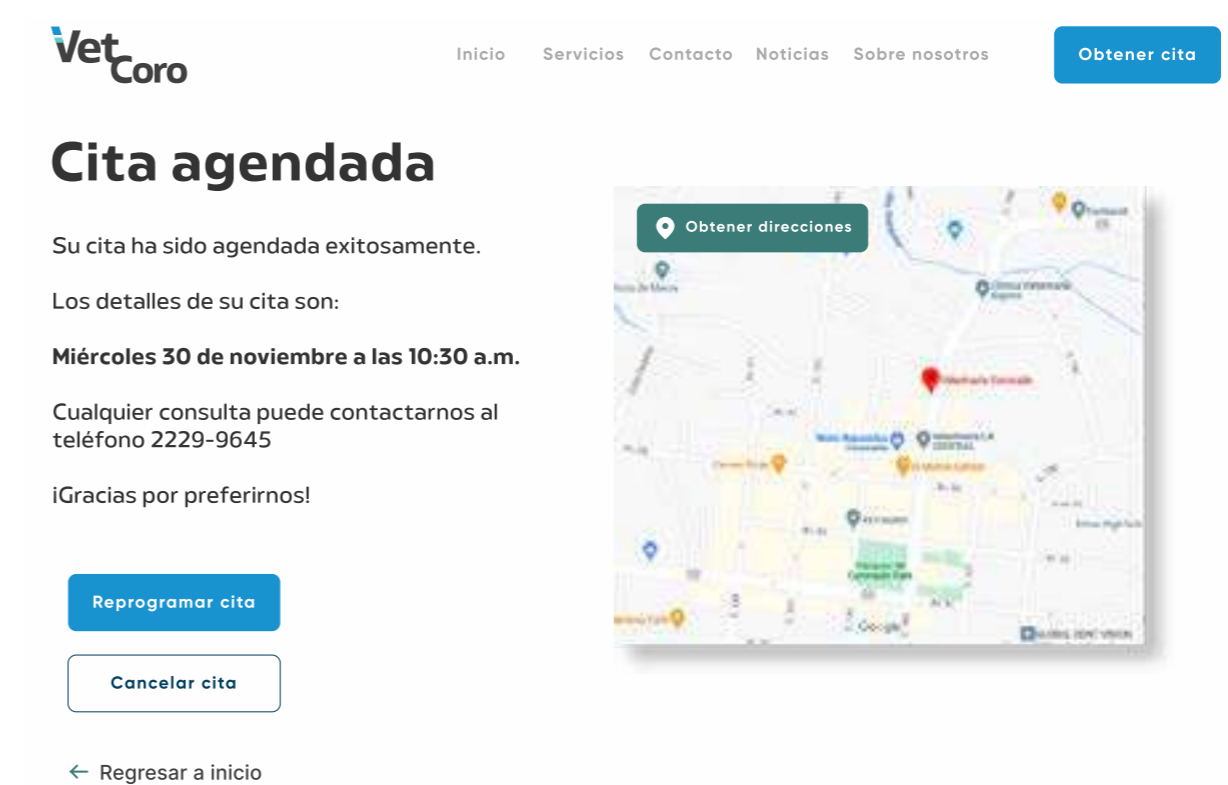 Vet
Coro
Inicio Servicios Contacto Noticias Sobre nosotros Obtener cita
Cita agendada
Obtener direcciones
Su cita ha sido agendada exitosamente.
Los detalles de su cita son:
Miércoles 30 de noviembre a las 10:30 a.m.
Cualquier consulta puede contactarnos al
teléfono 2229-9645
¡Gracias por preferirnos!
Reprogramar cita
Cancelar cita
← Regresar a inicio
Google